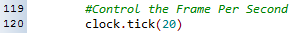 119 #Control the Frame Per Second
120 clock.tick(20)